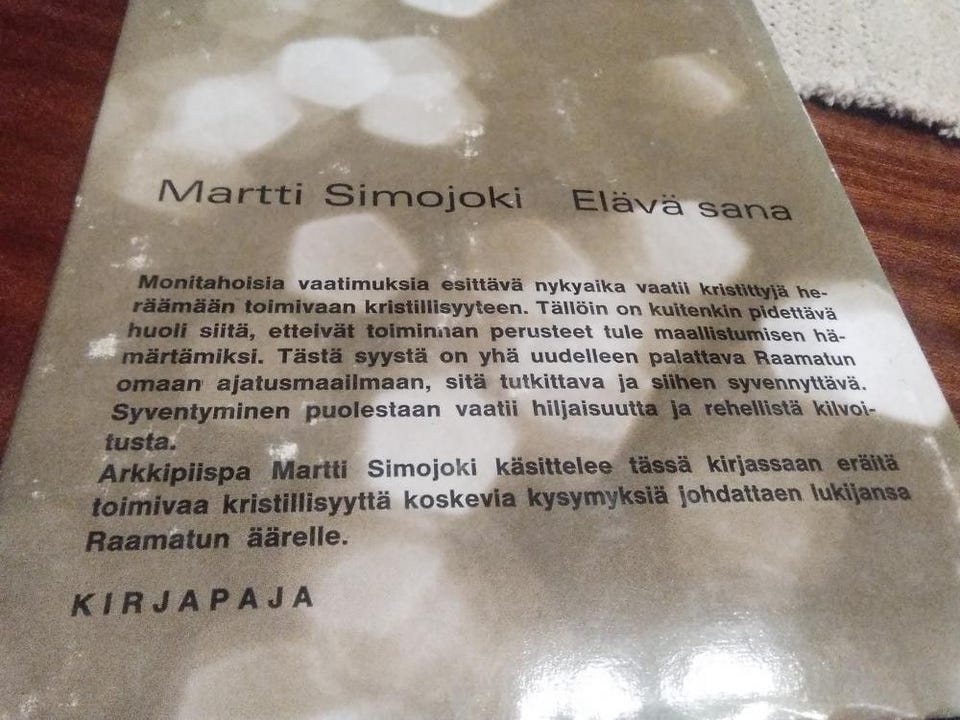 Martti Simojoki Elävä sana
Monitahoisia vaatimuksia esittävä nykyaika vaatii kristittyjä he-
räämään toimivaan kristillisyyteen. Tällöin on kuitenkin pidettävä
huoli siitä, etteivät toiminnan perusteet tule maallistumisen hä-
märtämiksi. Tästä syystä on yhä uudelleen palattava Raamatun
omaan ajatusmaailmaan, sitä tutkittava ja siihen syvennyttävä.
Syventyminen puolestaan vaatii hiljaisuutta ja rehellistä kilvoi-
tusta.
Arkkipiispa Martti Simojoki käsittelee tässä kirjassaan eräitä
toimivaa kristillisyyttä koskevia kysymyksiä johdattaen lukijansa
Raamatun äärelle.
KIRJAPAJA